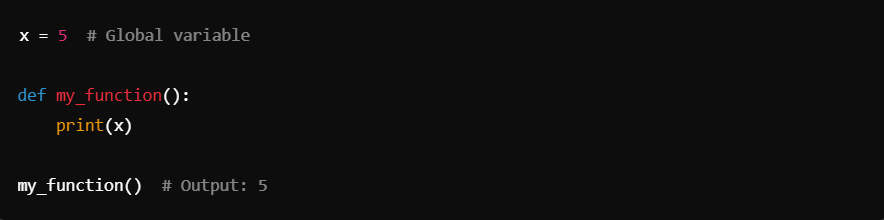 x = 5  # Global variable
def my_function():
    print(x)
my_function()  # Output: 5